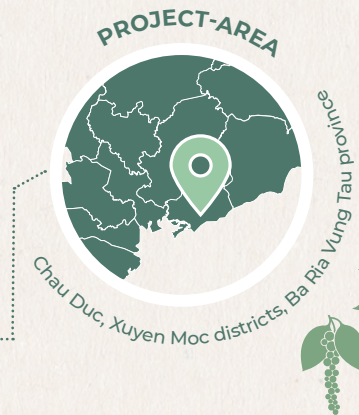 PROJECT-AREA
Chau Duc, Xuyen Moc districts, Ba Ria Vung Tau province